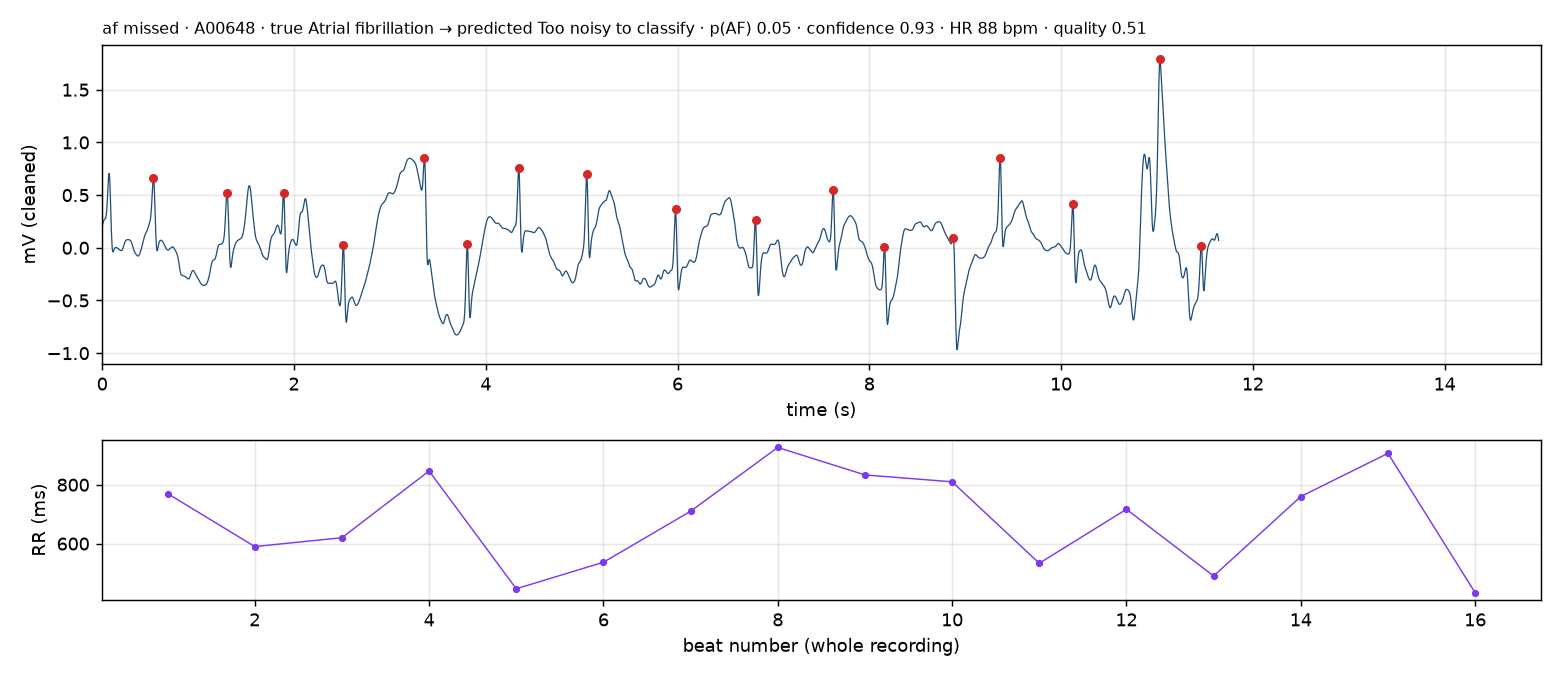 af missed · A00648 · true Atrial fibrillation → predicted Too noisy to classify · p(AF) 0.05 · confidence 0.93 · HR 88 bpm · quality 0.51
mV (cleaned)
1.5
1.0
0.5
0.0
−0.5
−1.0
0 2 4 6 8 10 12 14
time (s)
RR (ms)
800
600
2 4 6 8 10 12 14 16
beat number (whole recording)